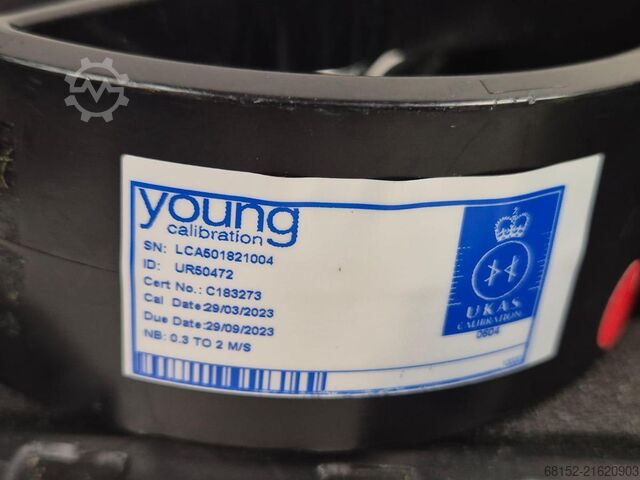 young
calibration
SN: LCA501821004
ID: UR50472
Cert No.: C183273
Cal Date:29/03/2023
Due Date:29/09/2023
NB: 0.3 TO 2 M/S
UKAS
CALIBRATION
0604
68152-21620903